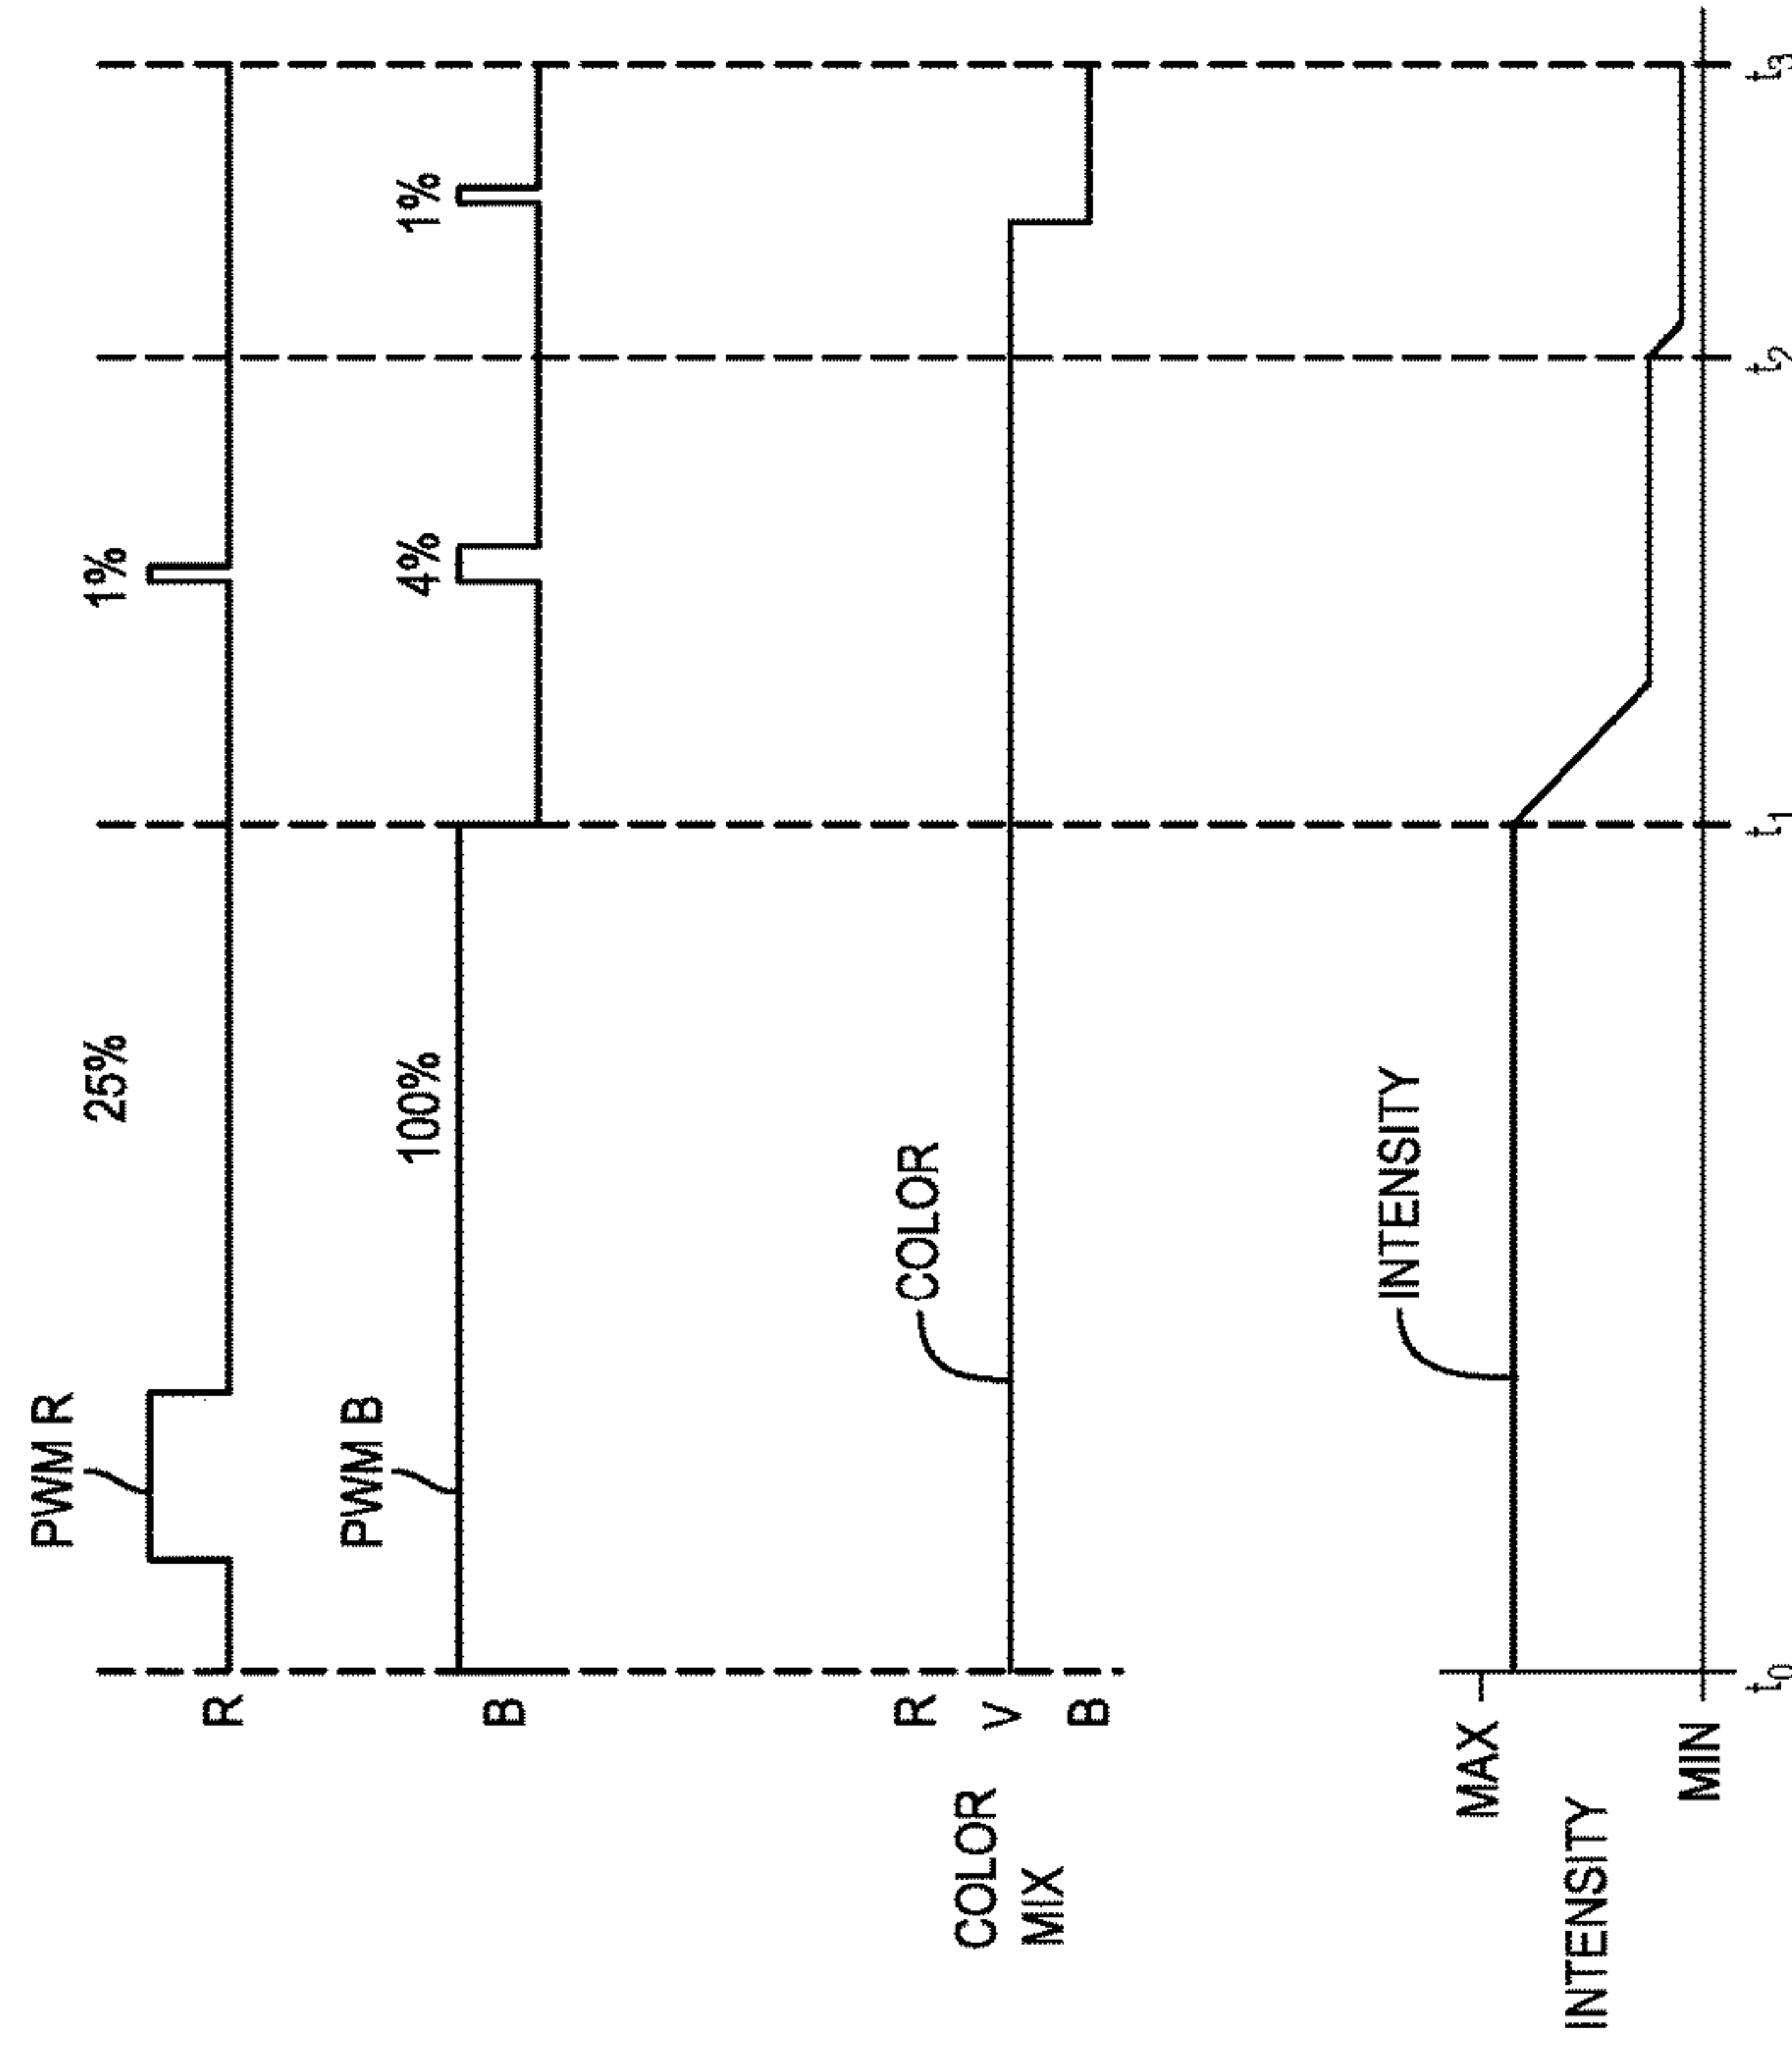 PWM R
25%
1%
R
PWM B
100%
4%
1%
B
COLOR
R
COLOR
MIX
V
B
INTENSITY
MAX
INTENSITY
MIN
t0
t1
t2
t3